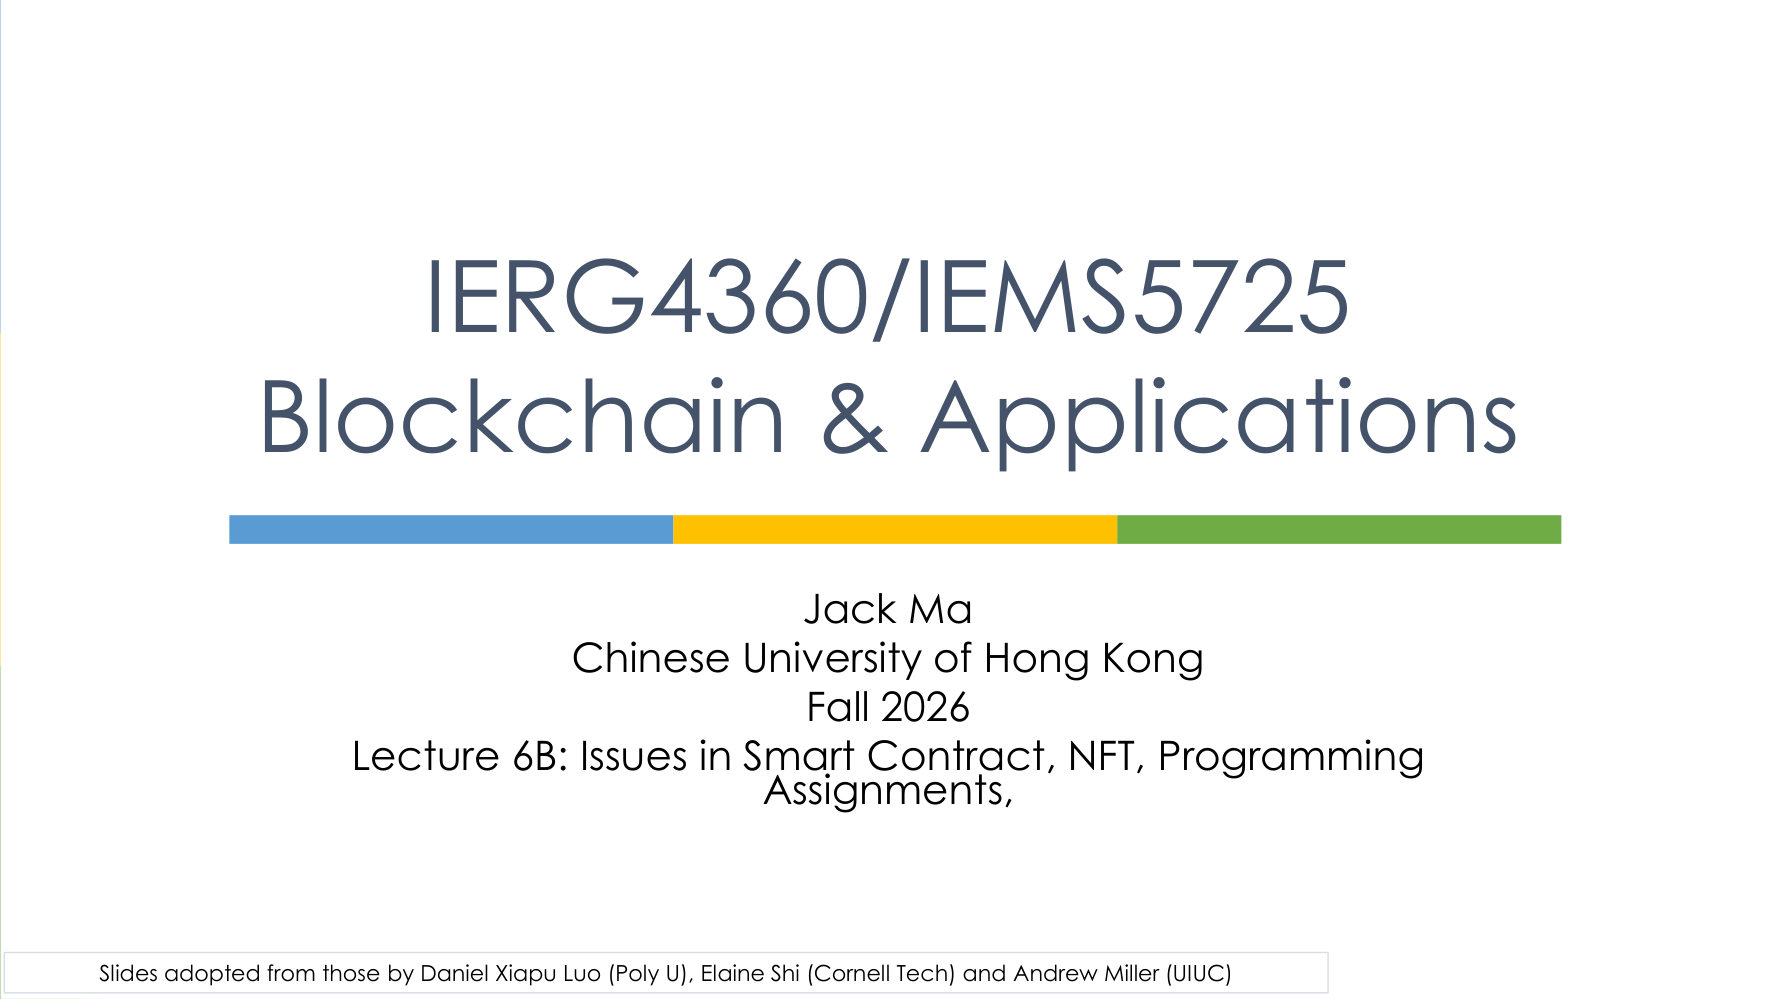 IERG4360/IEMS5725
Blockchain & Applications
Jack Ma
Chinese University of Hong Kong
Fall 2026
Lecture 6B: Issues in Smart Contract, NFT, Programming
Assignments,
Slides adopted from those by Daniel Xiapu Luo (Poly U), Elaine Shi (Cornell Tech) and Andrew Miller (UIUC)